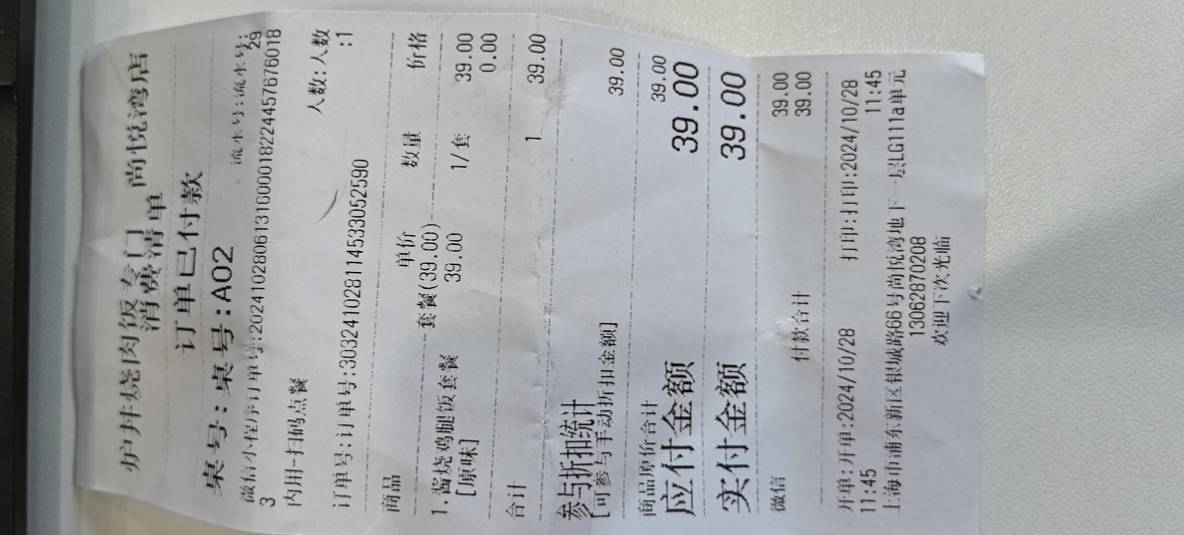 炉丼烧肉饭专门 尚悦湾店
消费清单
订单已付款
桌号:桌号:A02
流水号:流水号:
29
微信小程序订单号:2024102806131600001822445767018
3
内用-扫码点餐 人数:人数
:1
订单号:订单号:30324102811453305259​0
商品 单价 数量 价格
套餐(39.00)
1.酱烧鸡腿饭套餐 39.00 1/套 39.00
[原味] 0.00
合计 1 39.00
参与折扣统计
[可参与手动折扣金额] 39.00
商品原价合计 39.00
应付金额 39.00
实付金额 39.00
微信 39.00
付款合计 39.00
开单:开单:2024/10/28 打印:打印:2024/10/28
11:45 11:45
上海市浦东新区银城路66号尚悦湾地下一层LG111a单元
13062870208
欢迎下次光临